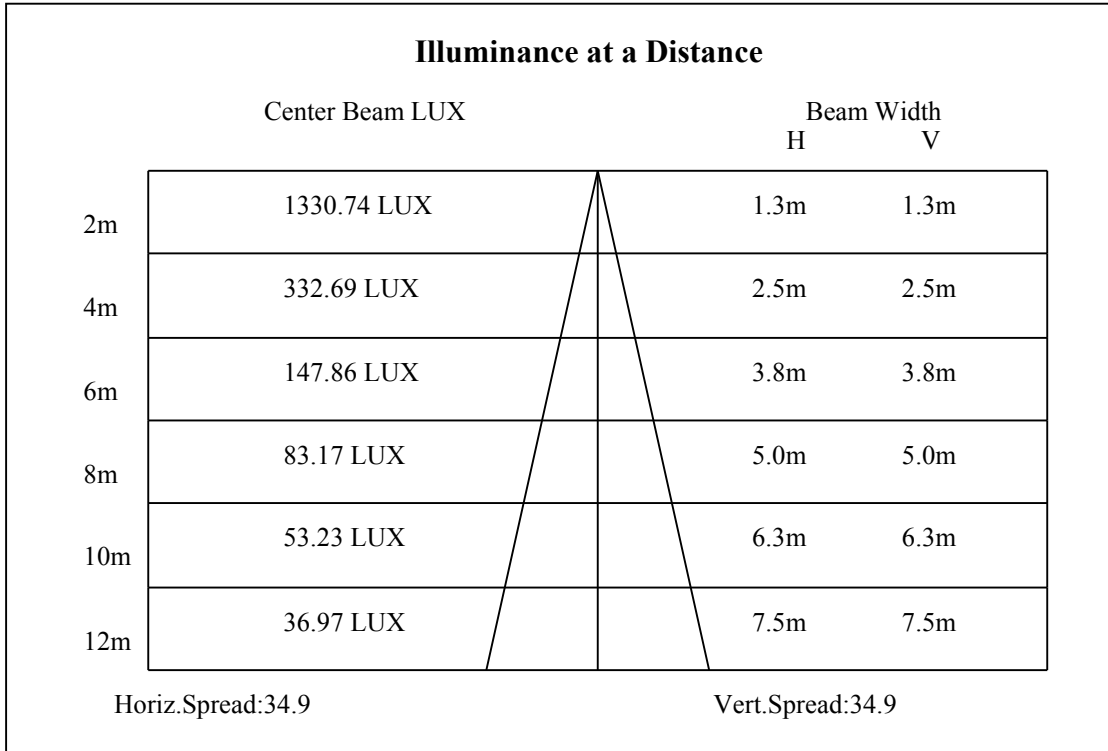 Illuminance at a Distance
Center Beam LUX Beam Width
H V
2m 1330.74 LUX 1.3m 1.3m
4m 332.69 LUX 2.5m 2.5m
6m 147.86 LUX 3.8m 3.8m
8m 83.17 LUX 5.0m 5.0m
10m 53.23 LUX 6.3m 6.3m
12m 36.97 LUX 7.5m 7.5m
Horiz.Spread:34.9 Vert.Spread:34.9